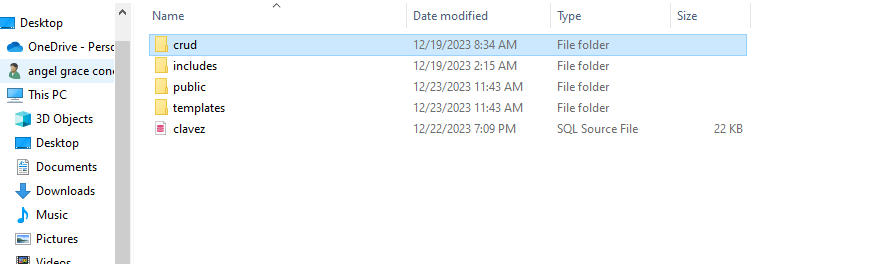 Name Date modified Type Size
Desktop
OneDrive - Perso
angel grace con
This PC
3D Objects
Desktop
Documents
Downloads
Music
Pictures
Videos
crud 12/19/2023 8:34 AM File folder
includes 12/19/2023 2:15 AM File folder
public 12/23/2023 11:43 AM File folder
templates 12/23/2023 11:43 AM File folder
clavez 12/22/2023 7:09 PM SQL Source File 22 KB